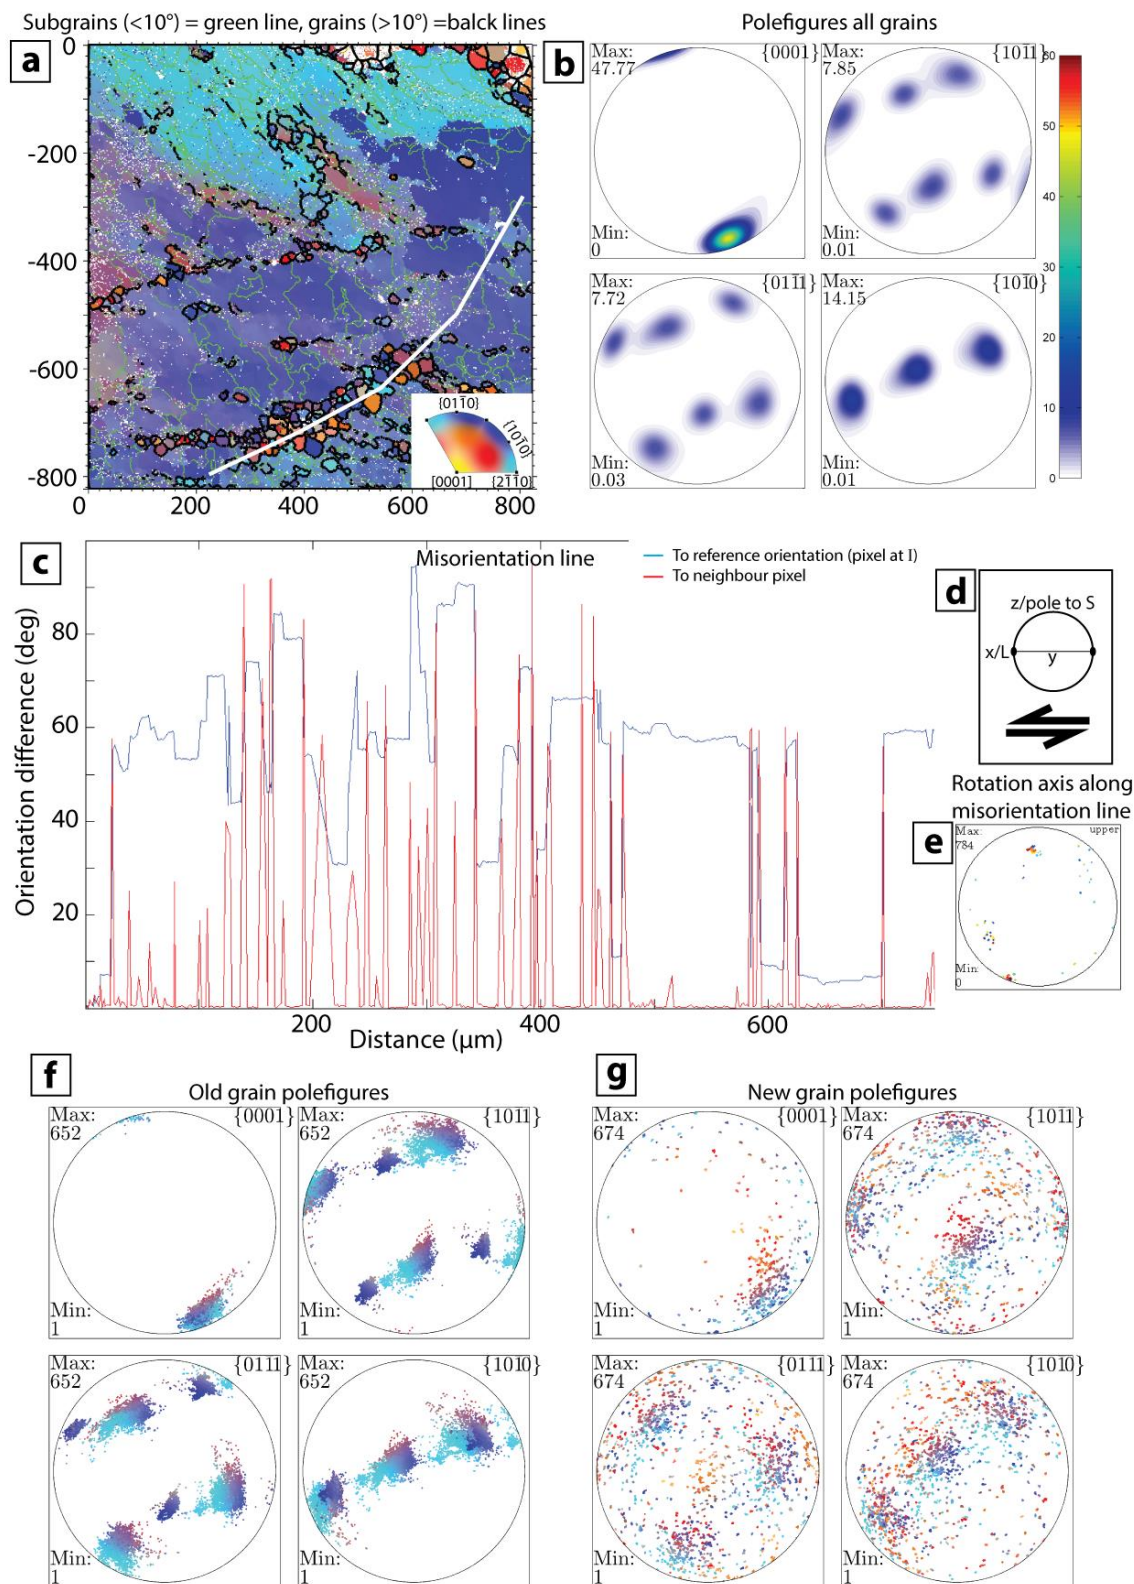 Subgrains (<10°) = green line, grains (>10°) =balck lines
Polefigures all grains
a
0
-200
-400
-600
-800
0
200
400
600
800
{011̅0}
{101̅0}
[0001]
{21̅1̅0}
b
Max:
47.77
{0001}
Min:
0
Max:
7.85
{101̅1}
Min:
0.01
Max:
7.72
{011̅1}
Min:
0.03
Max:
14.15
{101̅0}
Min:
0.01
60
50
40
30
20
10
0
c
Misorientation line
To reference orientation (pixel at I)
To neighbour pixel
Orientation difference (deg)
80
60
40
20
200
400
600
Distance (µm)
d
z/pole to S
x/L
y
Rotation axis along
misorientation line
e
Max:
784
upper
Min:
0
f
Old grain polefigures
Max:
652
{0001}
Min:
1
Max:
652
{101̅1}
Min:
1
Max:
652
{011̅1}
Min:
1
Max:
652
{101̅0}
Min:
1
g
New grain polefigures
Max:
674
{0001}
Min:
1
Max:
674
{101̅1}
Min:
1
Max:
674
{011̅1}
Min:
1
Max:
674
{101̅0}
Min:
1